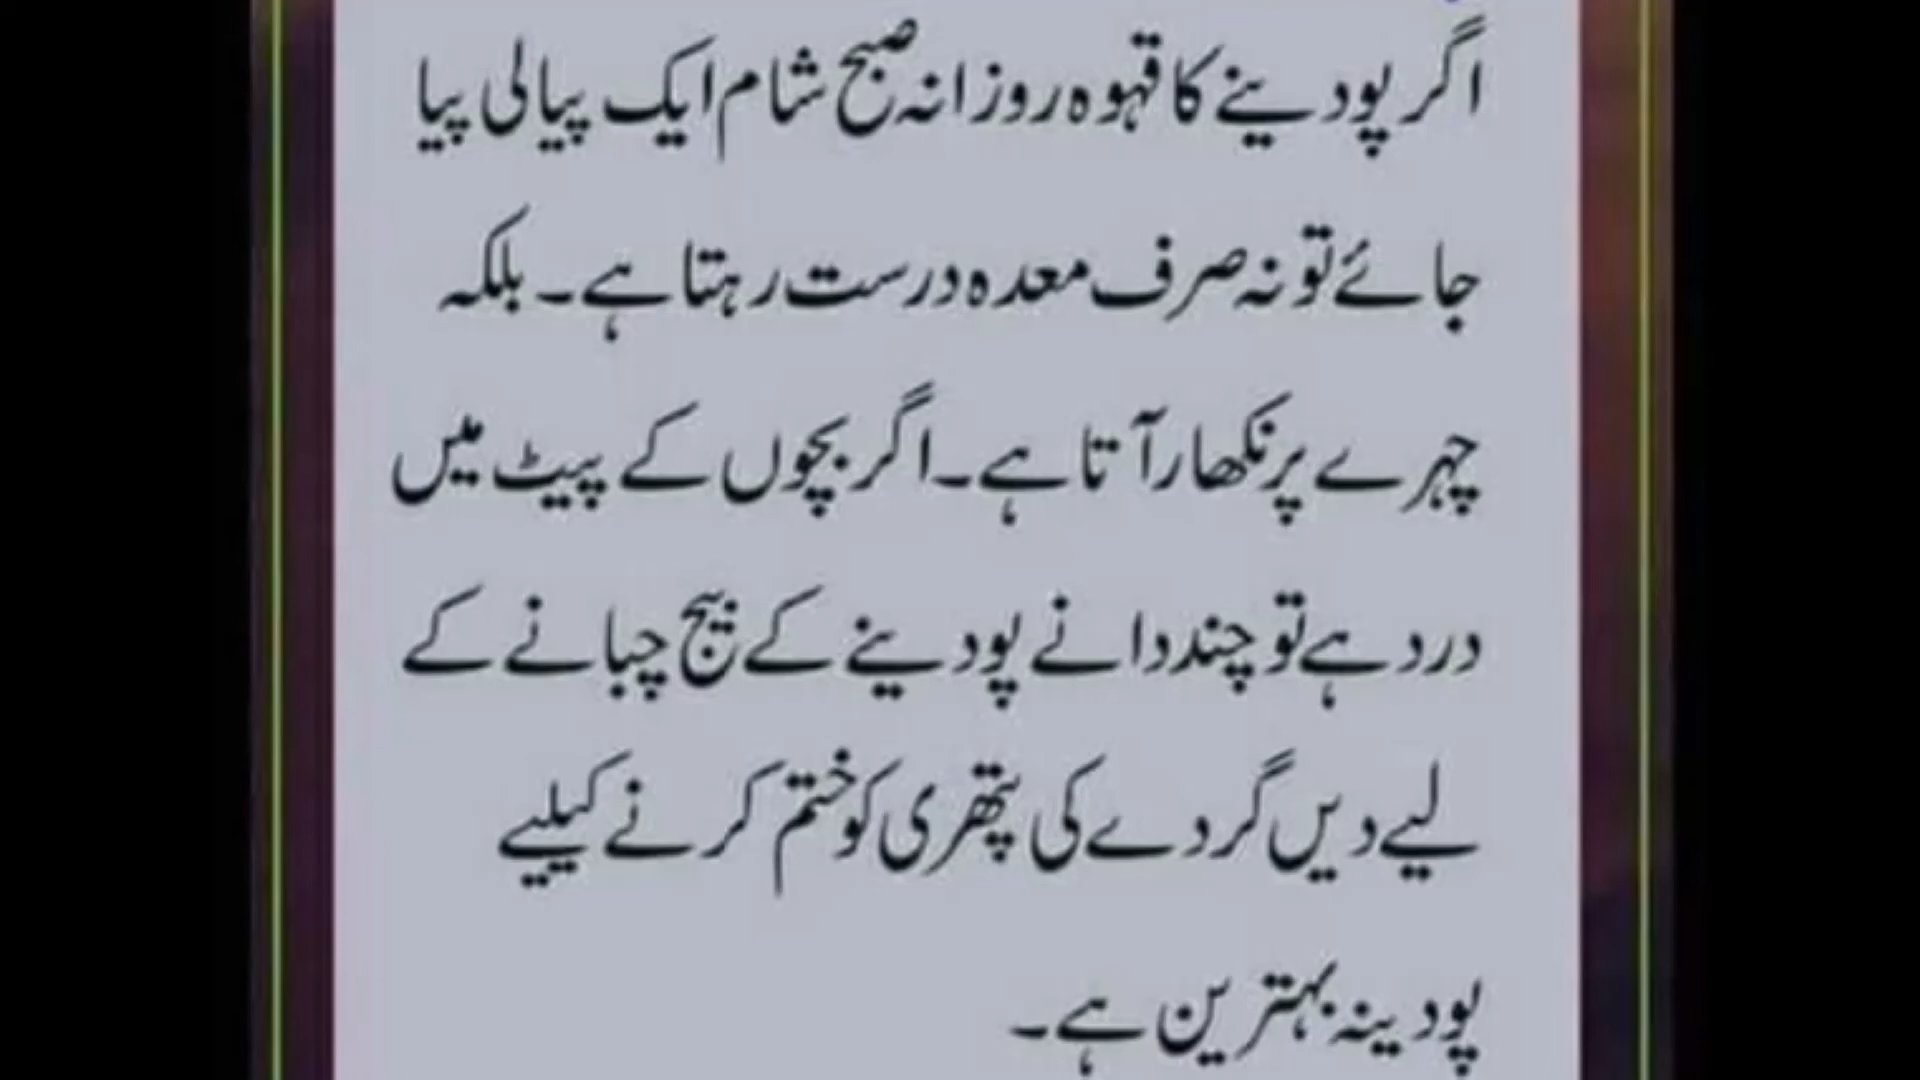 اگر پودینے کا قہوہ روزانہ صبح شام ایک پیالی پیا
جائے تو نہ صرف معدہ درست رہتا ہے۔ بلکہ
چہرے پر نکھار آتا ہے۔ اگر بچوں کے پیٹ میں
درد ہے تو چند دانے پودینے کے بیج چبانے کے
لیے دیں گردے کی پتھری کو ختم کرنے کیلیے
پودینہ بہترین ہے۔